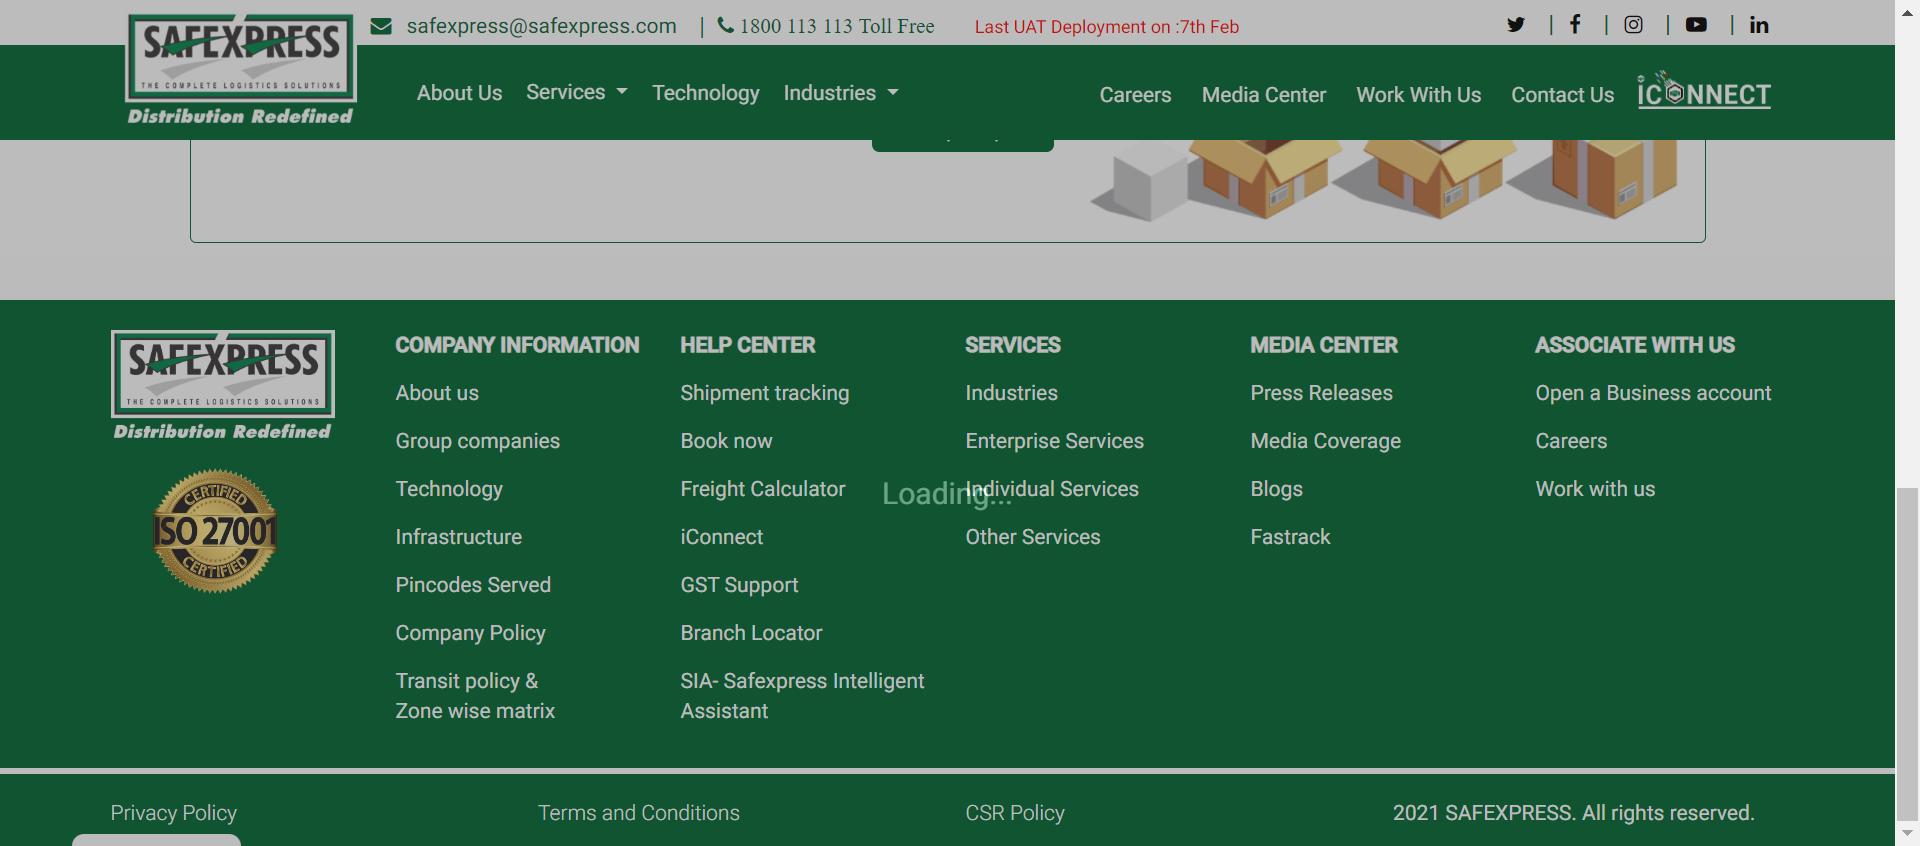 SAFEXPRESS
THE COMPLETE LOGISTICS SOLUTIONS
Distribution Redefined
safexpress@safexpress.com | 1800 113 113 Toll Free Last UAT Deployment on :7th Feb
About Us Services Technology Industries Careers Media Center Work With Us Contact Us iCONNECT
SAFEXPRESS
THE COMPLETE LOGISTICS SOLUTIONS
Distribution Redefined
CERTIFIED
ISO 27001
CERTIFIED
COMPANY INFORMATION
About us
Group companies
Technology
Infrastructure
Pincodes Served
Company Policy
Transit policy &
Zone wise matrix
HELP CENTER
Shipment tracking
Book now
Freight Calculator
iConnect
GST Support
Branch Locator
SIA- Safexpress Intelligent
Assistant
Loading...
SERVICES
Industries
Enterprise Services
Individual Services
Other Services
MEDIA CENTER
Press Releases
Media Coverage
Blogs
Fastrack
ASSOCIATE WITH US
Open a Business account
Careers
Work with us
Privacy Policy Terms and Conditions CSR Policy 2021 SAFEXPRESS. All rights reserved.